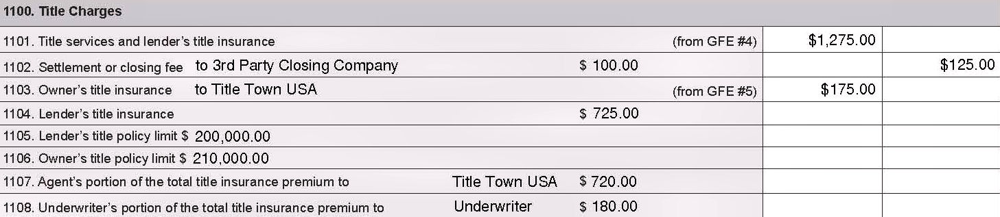 1100. Title Charges
1101. Title services and lender's title insurance (from GFE #4) $1,275.00
1102. Settlement or closing fee to 3rd Party Closing Company $ 100.00 $125.00
1103. Owner's title insurance to Title Town USA (from GFE #5) $175.00
1104. Lender's title insurance $ 725.00
1105. Lender's title policy limit $ 200,000.00
1106. Owner's title policy limit $ 210,000.00
1107. Agent's portion of the total title insurance premium to Title Town USA $ 720.00
1108. Underwriter's portion of the total title insurance premium to Underwriter $ 180.00